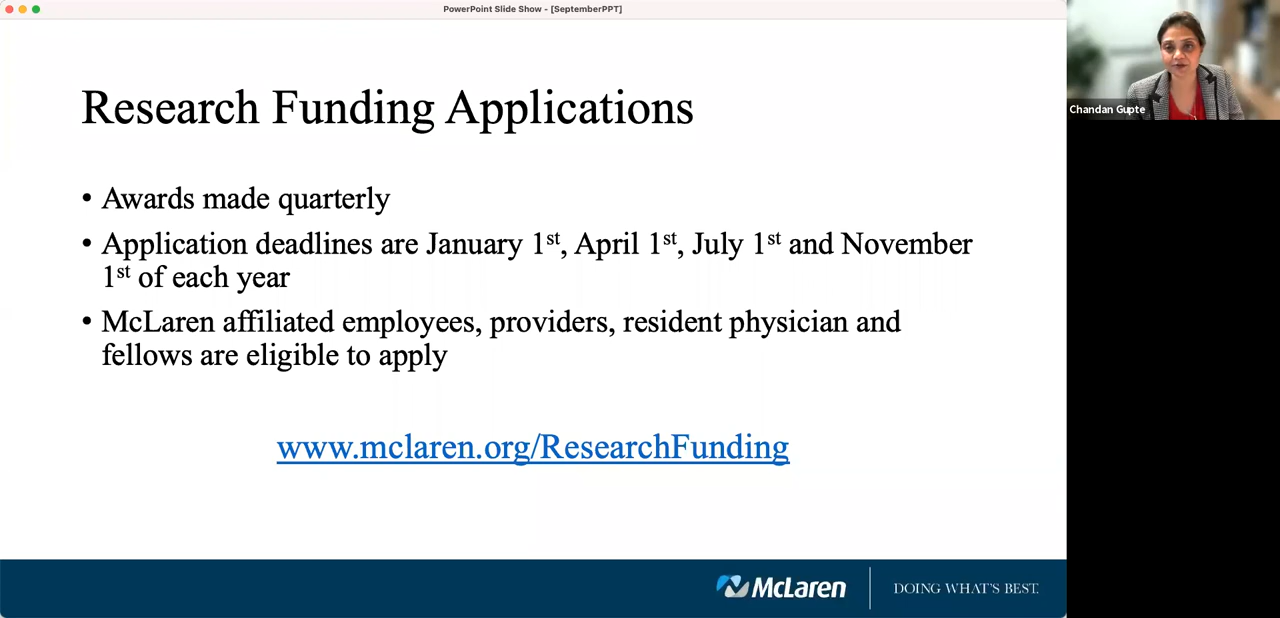 PowerPoint Slide Show - [SeptemberPPT]
Research Funding Applications
• Awards made quarterly
• Application deadlines are January 1st, April 1st, July 1st and November
1st of each year
• McLaren affiliated employees, providers, resident physician and
fellows are eligible to apply
www.mclaren.org/ResearchFunding
McLaren
DOING WHAT'S BEST.
Chandan Gupte